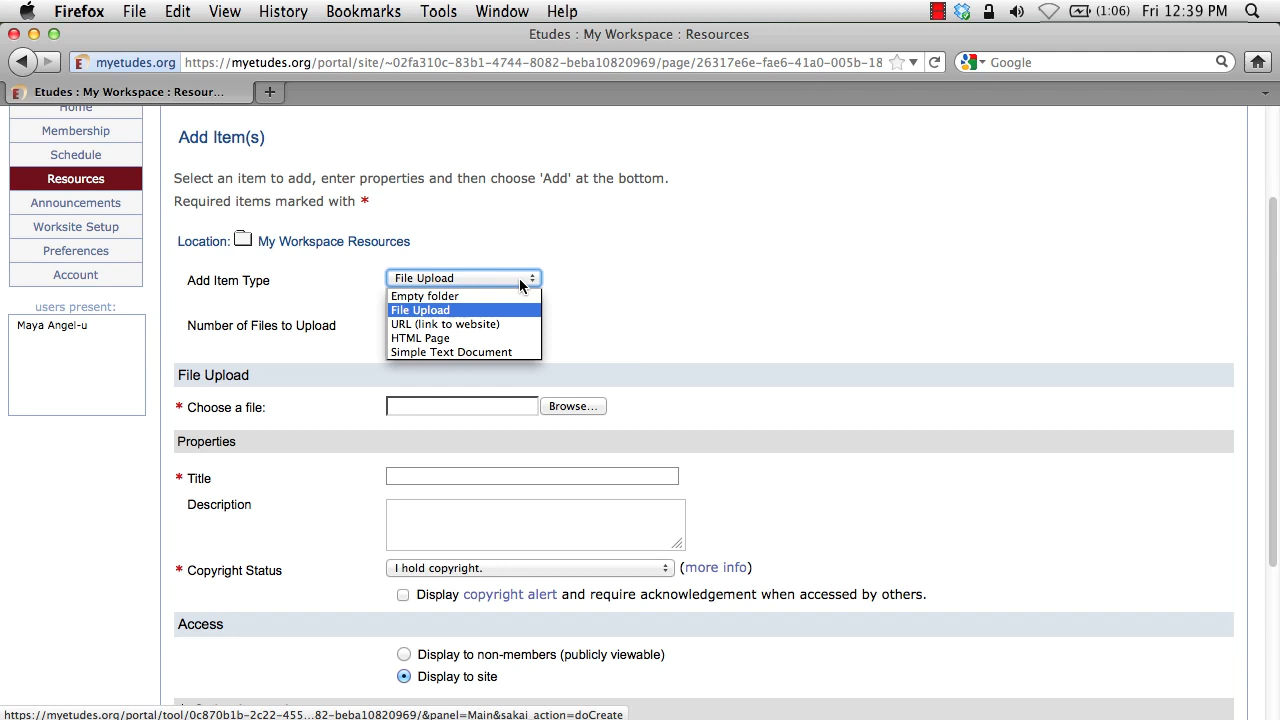 Firefox File Edit View History Bookmarks Tools Window Help (1:06) Fri 12:39 PM
Etudes : My Workspace : Resources
myetudes.org https://myetudes.org/portal/site/~02fa310c-83b1-4744-8082-beba10820969/page/26317e6e-fae6-41a0-005b-18 Google
Etudes : My Workspace : Resour... +
Home
Membership
Schedule
Resources
Announcements
Worksite Setup
Preferences
Account
users present:
Maya Angel-u
Add Item(s)
Select an item to add, enter properties and then choose 'Add' at the bottom.
Required items marked with *
Location: My Workspace Resources
Add Item Type File Upload
Empty folder
File Upload
URL (link to website)
HTML Page
Simple Text Document
Number of Files to Upload
File Upload
* Choose a file: Browse...
Properties
* Title
Description
* Copyright Status I hold copyright. (more info)
Display copyright alert and require acknowledgement when accessed by others.
Access
Display to non-members (publicly viewable)
Display to site
https://myetudes.org/portal/tool/0c870b1b-2c22-455...82-beba10820969/&panel=Main&sakai_action=doCreate